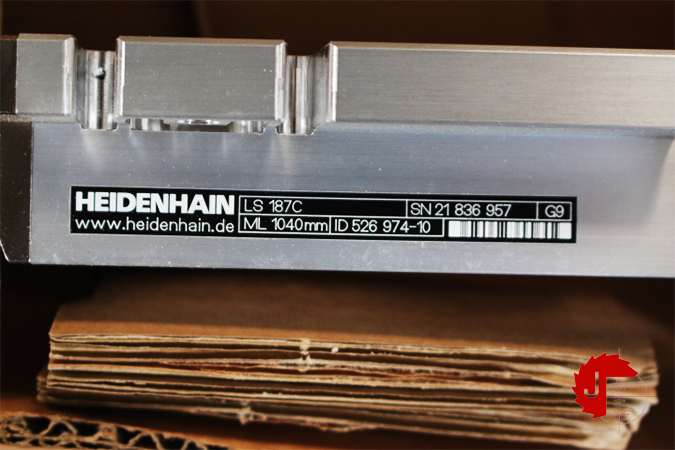 HEIDENHAIN LS 187C SN 21 836 957 G9
www.heidenhain.de ML 1040mm ID 526 974-10
J